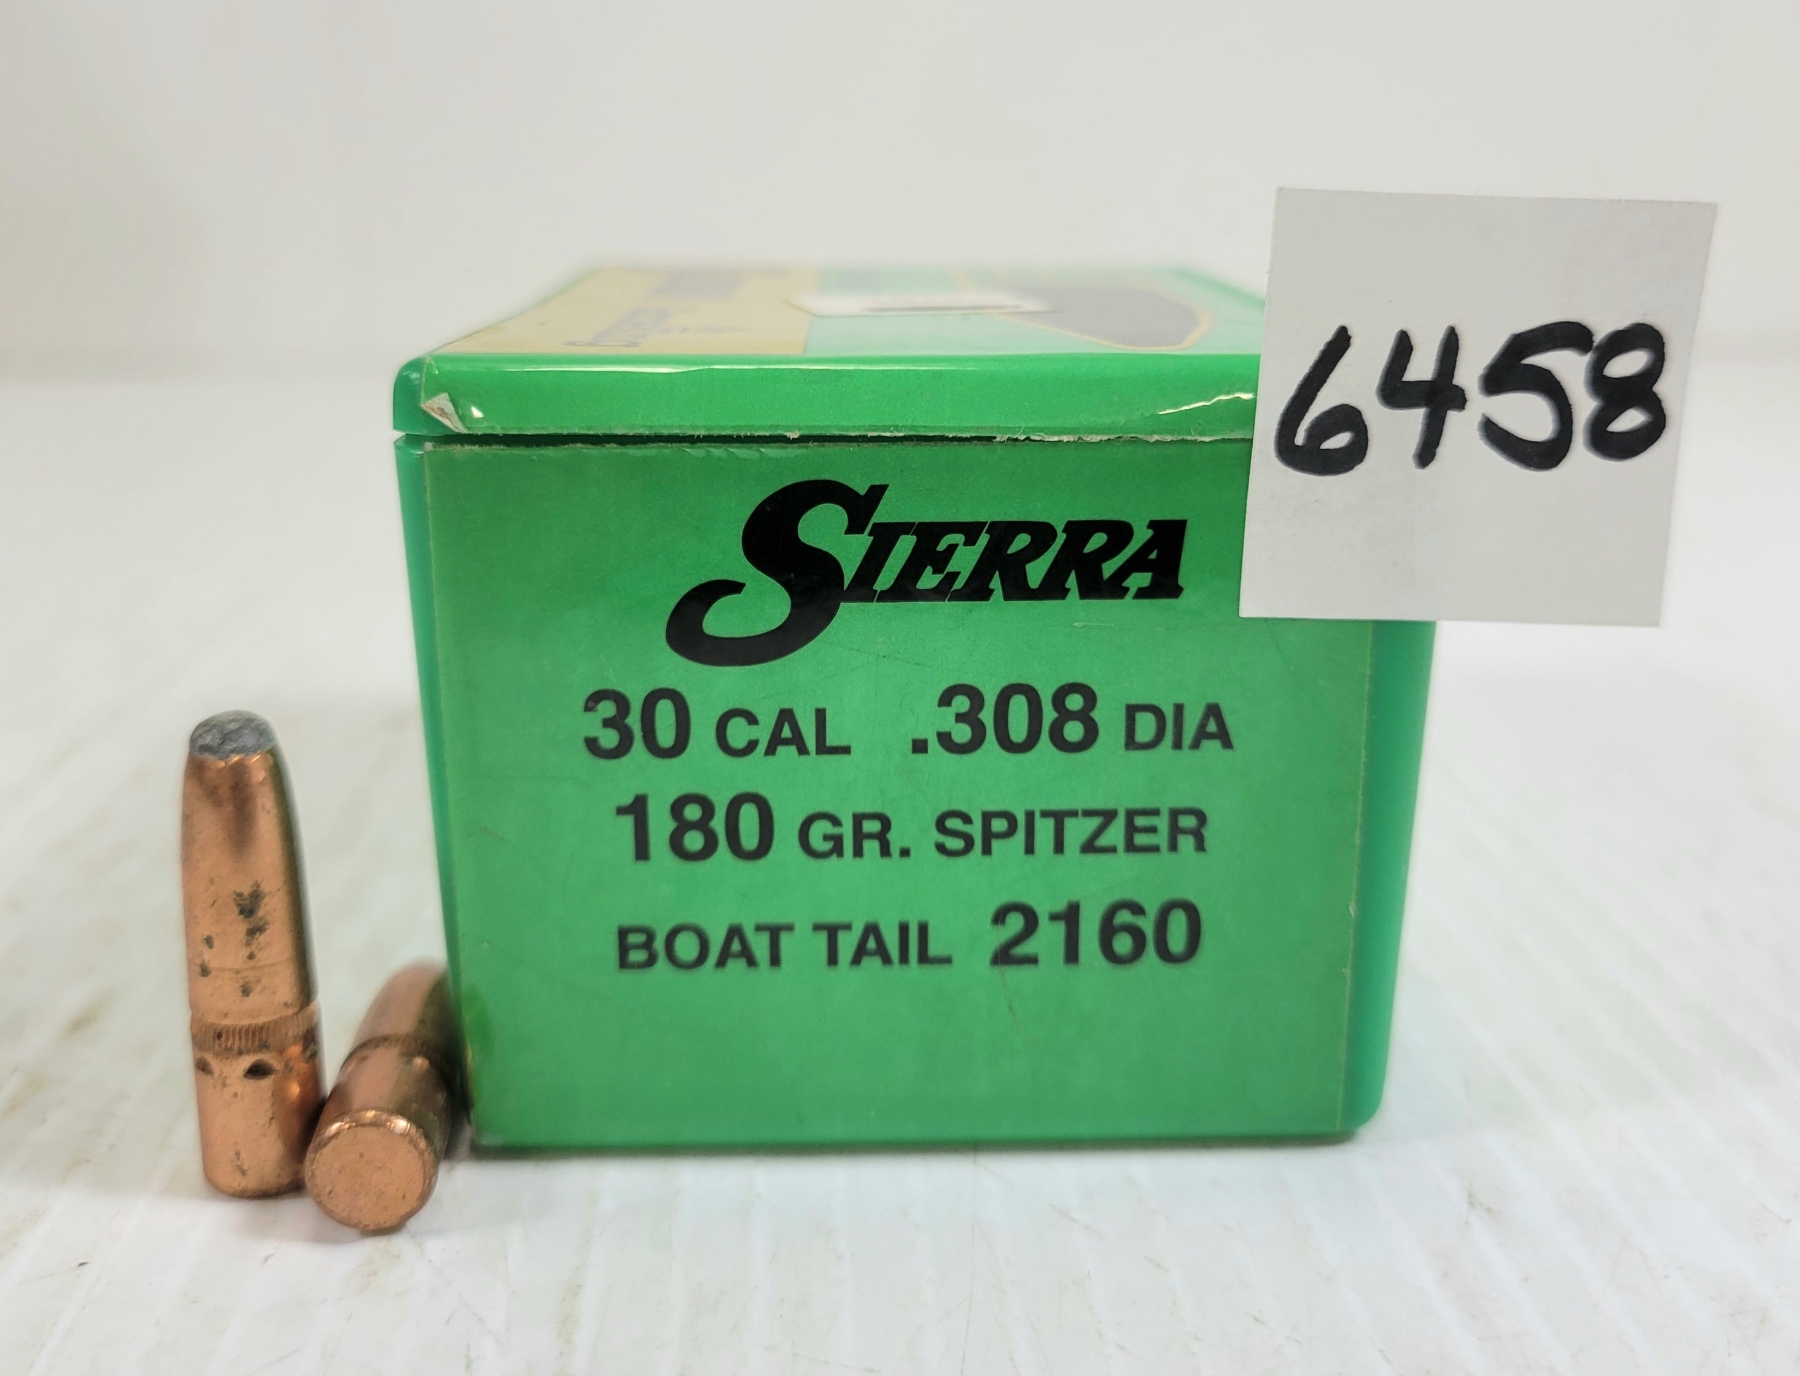 6458
SIERRA
30 CAL .308 DIA
180 GR. SPITZER
BOAT TAIL 2160